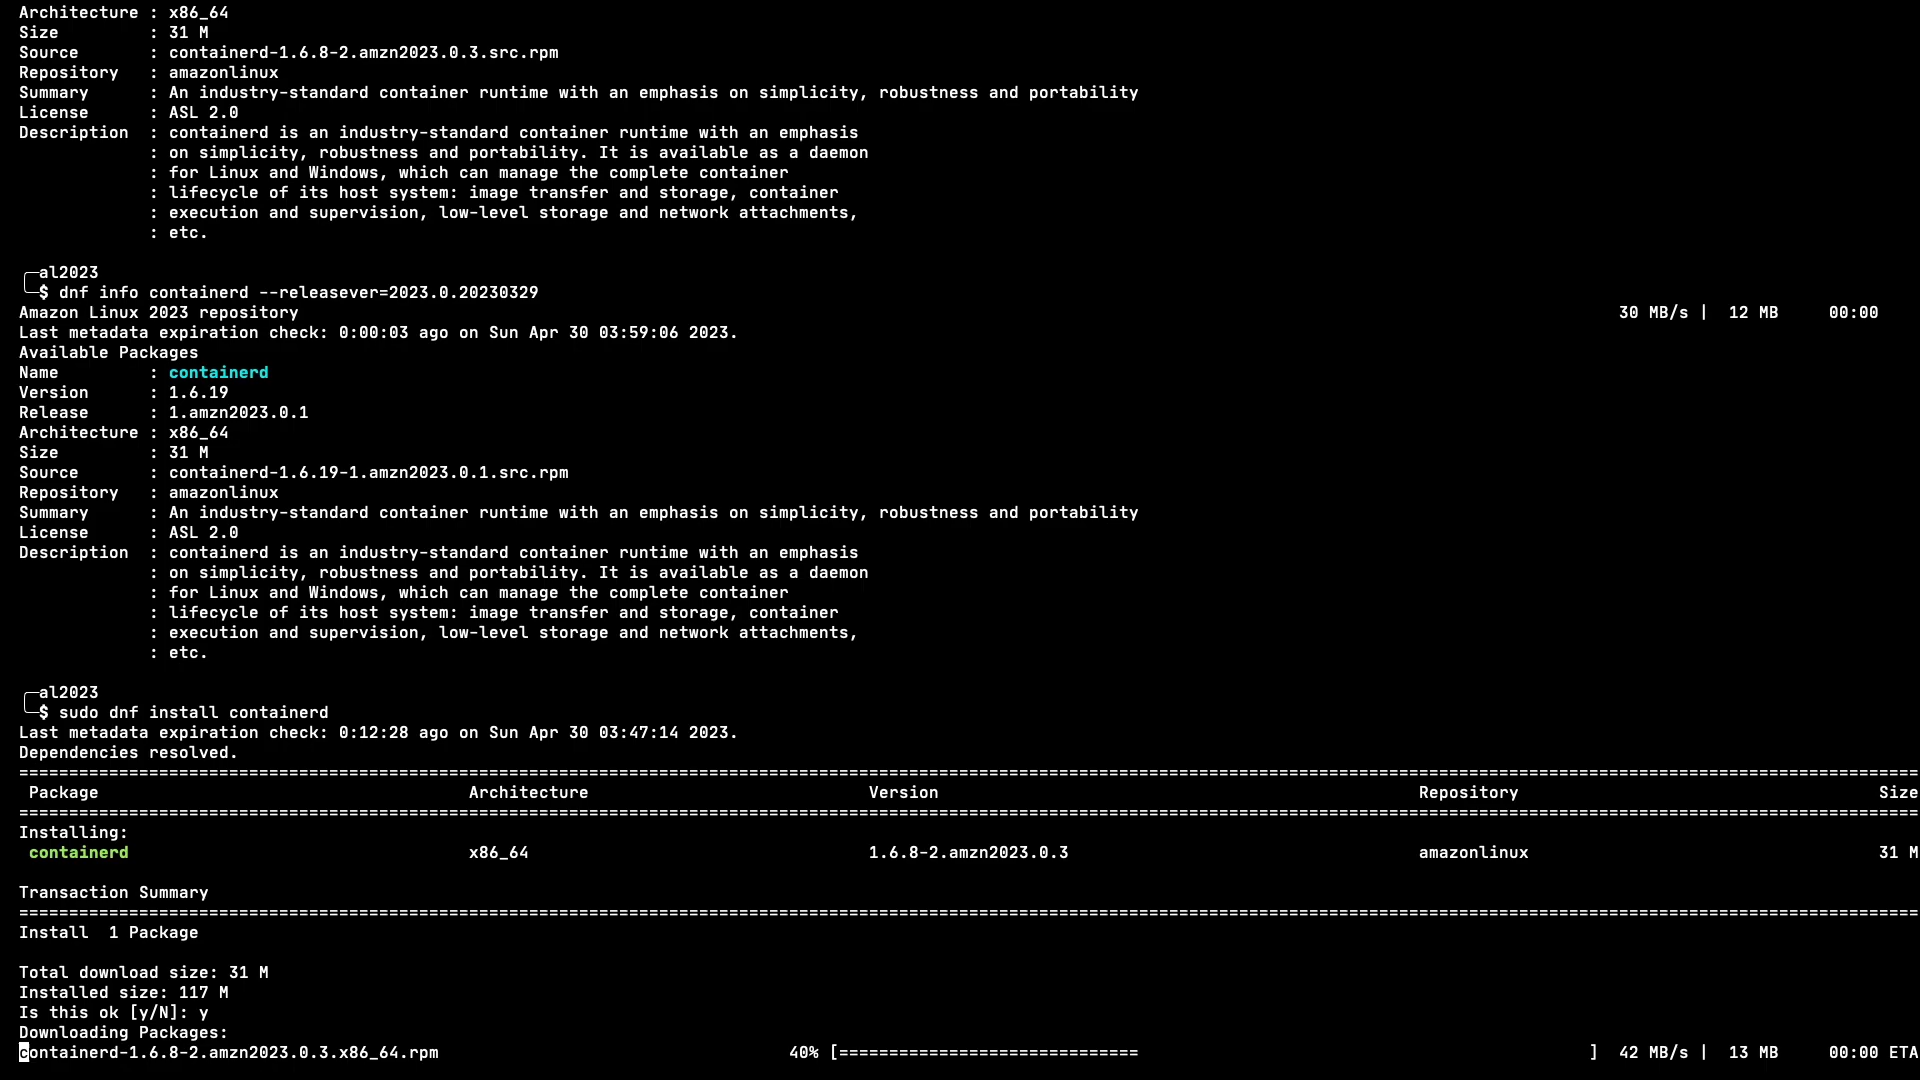 Architecture : x86_64
Size         : 31 M
Source       : containerd-1.6.8-2.amzn2023.0.3.src.rpm
Repository   : amazonlinux
Summary      : An industry-standard container runtime with an emphasis on simplicity, robustness and portability
License      : ASL 2.0
Description  : containerd is an industry-standard container runtime with an emphasis
             : on simplicity, robustness and portability. It is available as a daemon
             : for Linux and Windows, which can manage the complete container
             : lifecycle of its host system: image transfer and storage, container
             : execution and supervision, low-level storage and network attachments,
             : etc.
╭─al2023
╰─$ dnf info containerd --releasever=2023.0.20230329
Amazon Linux 2023 repository 30 MB/s |  12 MB     00:00
Last metadata expiration check: 0:00:03 ago on Sun Apr 30 03:59:06 2023.
Available Packages
Name         : containerd
Version      : 1.6.19
Release      : 1.amzn2023.0.1
Architecture : x86_64
Size         : 31 M
Source       : containerd-1.6.19-1.amzn2023.0.1.src.rpm
Repository   : amazonlinux
Summary      : An industry-standard container runtime with an emphasis on simplicity, robustness and portability
License      : ASL 2.0
Description  : containerd is an industry-standard container runtime with an emphasis
             : on simplicity, robustness and portability. It is available as a daemon
             : for Linux and Windows, which can manage the complete container
             : lifecycle of its host system: image transfer and storage, container
             : execution and supervision, low-level storage and network attachments,
             : etc.
╭─al2023
╰─$ sudo dnf install containerd
Last metadata expiration check: 0:12:28 ago on Sun Apr 30 03:47:14 2023.
Dependencies resolved.
Package Architecture Version Repository Size
Installing:
containerd x86_64 1.6.8-2.amzn2023.0.3 amazonlinux 31 M
Transaction Summary
Install  1 Package
Total download size: 31 M
Installed size: 117 M
Is this ok [y/N]: y
Downloading Packages:
containerd-1.6.8-2.amzn2023.0.3.x86_64.rpm 40% [============================== ] 42 MB/s |  13 MB     00:00 ETA